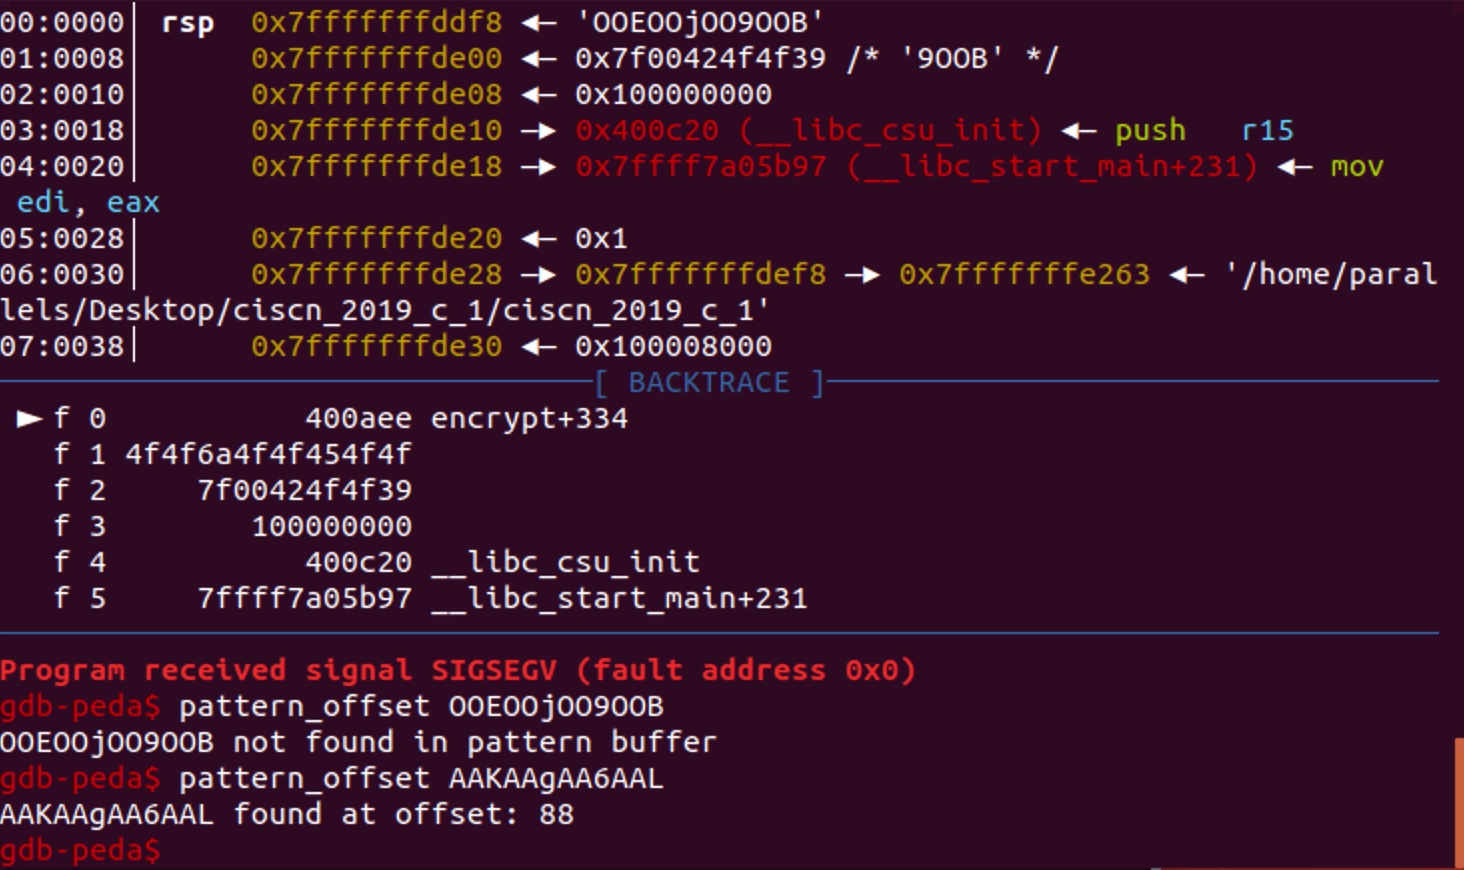 00:0000│ rsp 0x7fffffffddf8 ◂— 'OOEOOjOO9OOB'
01:0008│ 0x7fffffffde00 ◂— 0x7f00424f4f39 /* '9OOB' */
02:0010│ 0x7fffffffde08 ◂— 0x100000000
03:0018│ 0x7fffffffde10 —▸ 0x400c20 (__libc_csu_init) ◂— push r15
04:0020│ 0x7fffffffde18 —▸ 0x7ffff7a05b97 (__libc_start_main+231) ◂— mov
edi, eax
05:0028│ 0x7fffffffde20 ◂— 0x1
06:0030│ 0x7fffffffde28 —▸ 0x7fffffffdef8 —▸ 0x7fffffffe263 ◂— '/home/paral
lels/Desktop/ciscn_2019_c_1/ciscn_2019_c_1'
07:0038│ 0x7fffffffde30 ◂— 0x100008000
[ BACKTRACE ]
► f 0 400aee encrypt+334
f 1 4f4f6a4f4f454f4f
f 2 7f00424f4f39
f 3 100000000
f 4 400c20 __libc_csu_init
f 5 7ffff7a05b97 __libc_start_main+231
Program received signal SIGSEGV (fault address 0x0)
gdb-peda$ pattern_offset OOEOOjOO9OOB
OOEOOjOO9OOB not found in pattern buffer
gdb-peda$ pattern_offset AAKAAgAA6AAL
AAKAAgAA6AAL found at offset: 88
gdb-peda$